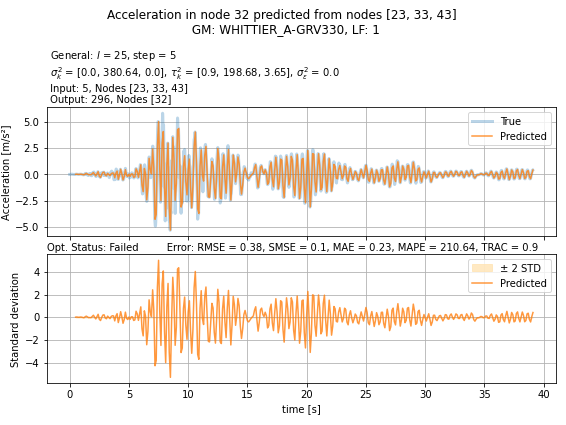 Acceleration in node 32 predicted from nodes [23, 33, 43]
GM: WHITTIER_A-GRV330, LF: 1
General: l = 25, step = 5
σ²ₖ = [0.0, 380.64, 0.0], τ²ₖ = [0.9, 198.68, 3.65], σ²ₑ = 0.0
Input: 5, Nodes [23, 33, 43]
Output: 296, Nodes [32]
True
Predicted
Acceleration [m/s²]
5.0
2.5
0.0
−2.5
−5.0
Opt. Status: Failed Error: RMSE = 0.38, SMSE = 0.1, MAE = 0.23, MAPE = 210.64, TRAC = 0.9
± 2 STD
Predicted
Standard deviation
4
2
0
−2
−4
0 5 10 15 20 25 30 35 40
time [s]